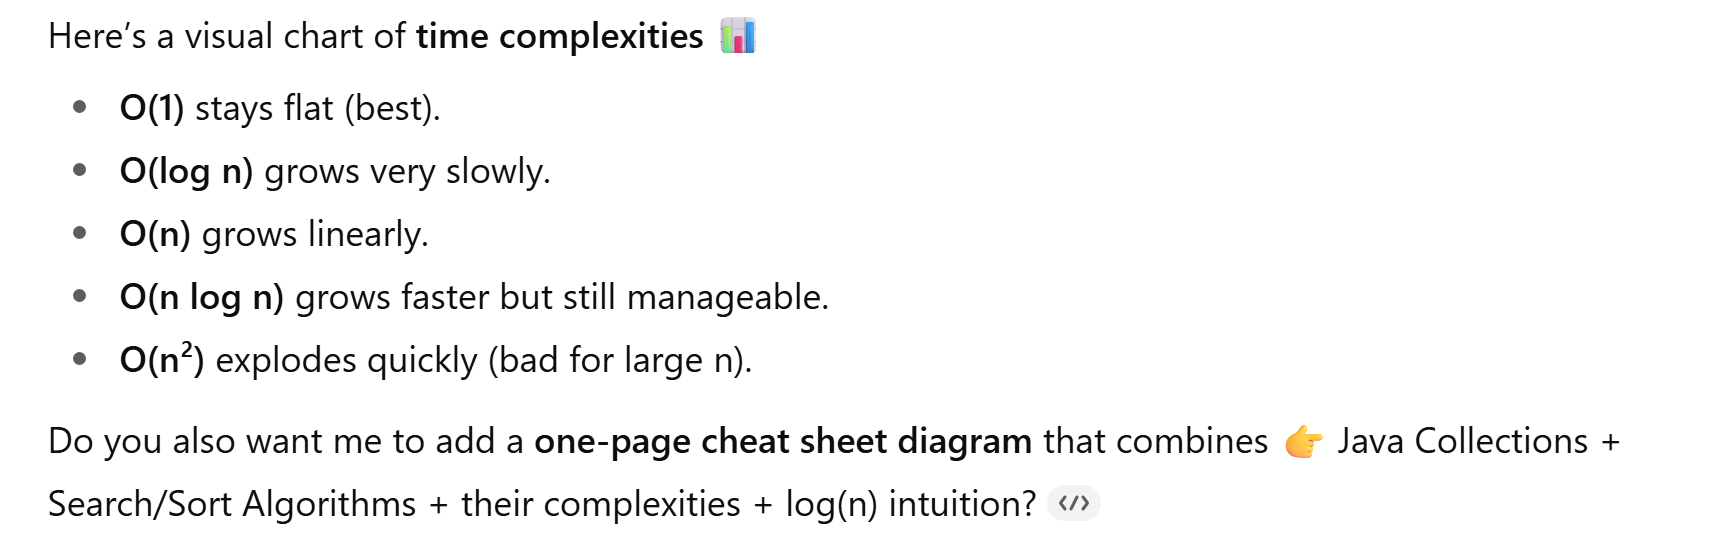 Here’s a visual chart of time complexities 📊
• O(1) stays flat (best).
• O(log n) grows very slowly.
• O(n) grows linearly.
• O(n log n) grows faster but still manageable.
• O(n²) explodes quickly (bad for large n).
Do you also want me to add a one-page cheat sheet diagram that combines 👉 Java Collections +
Search/Sort Algorithms + their complexities + log(n) intuition? </>